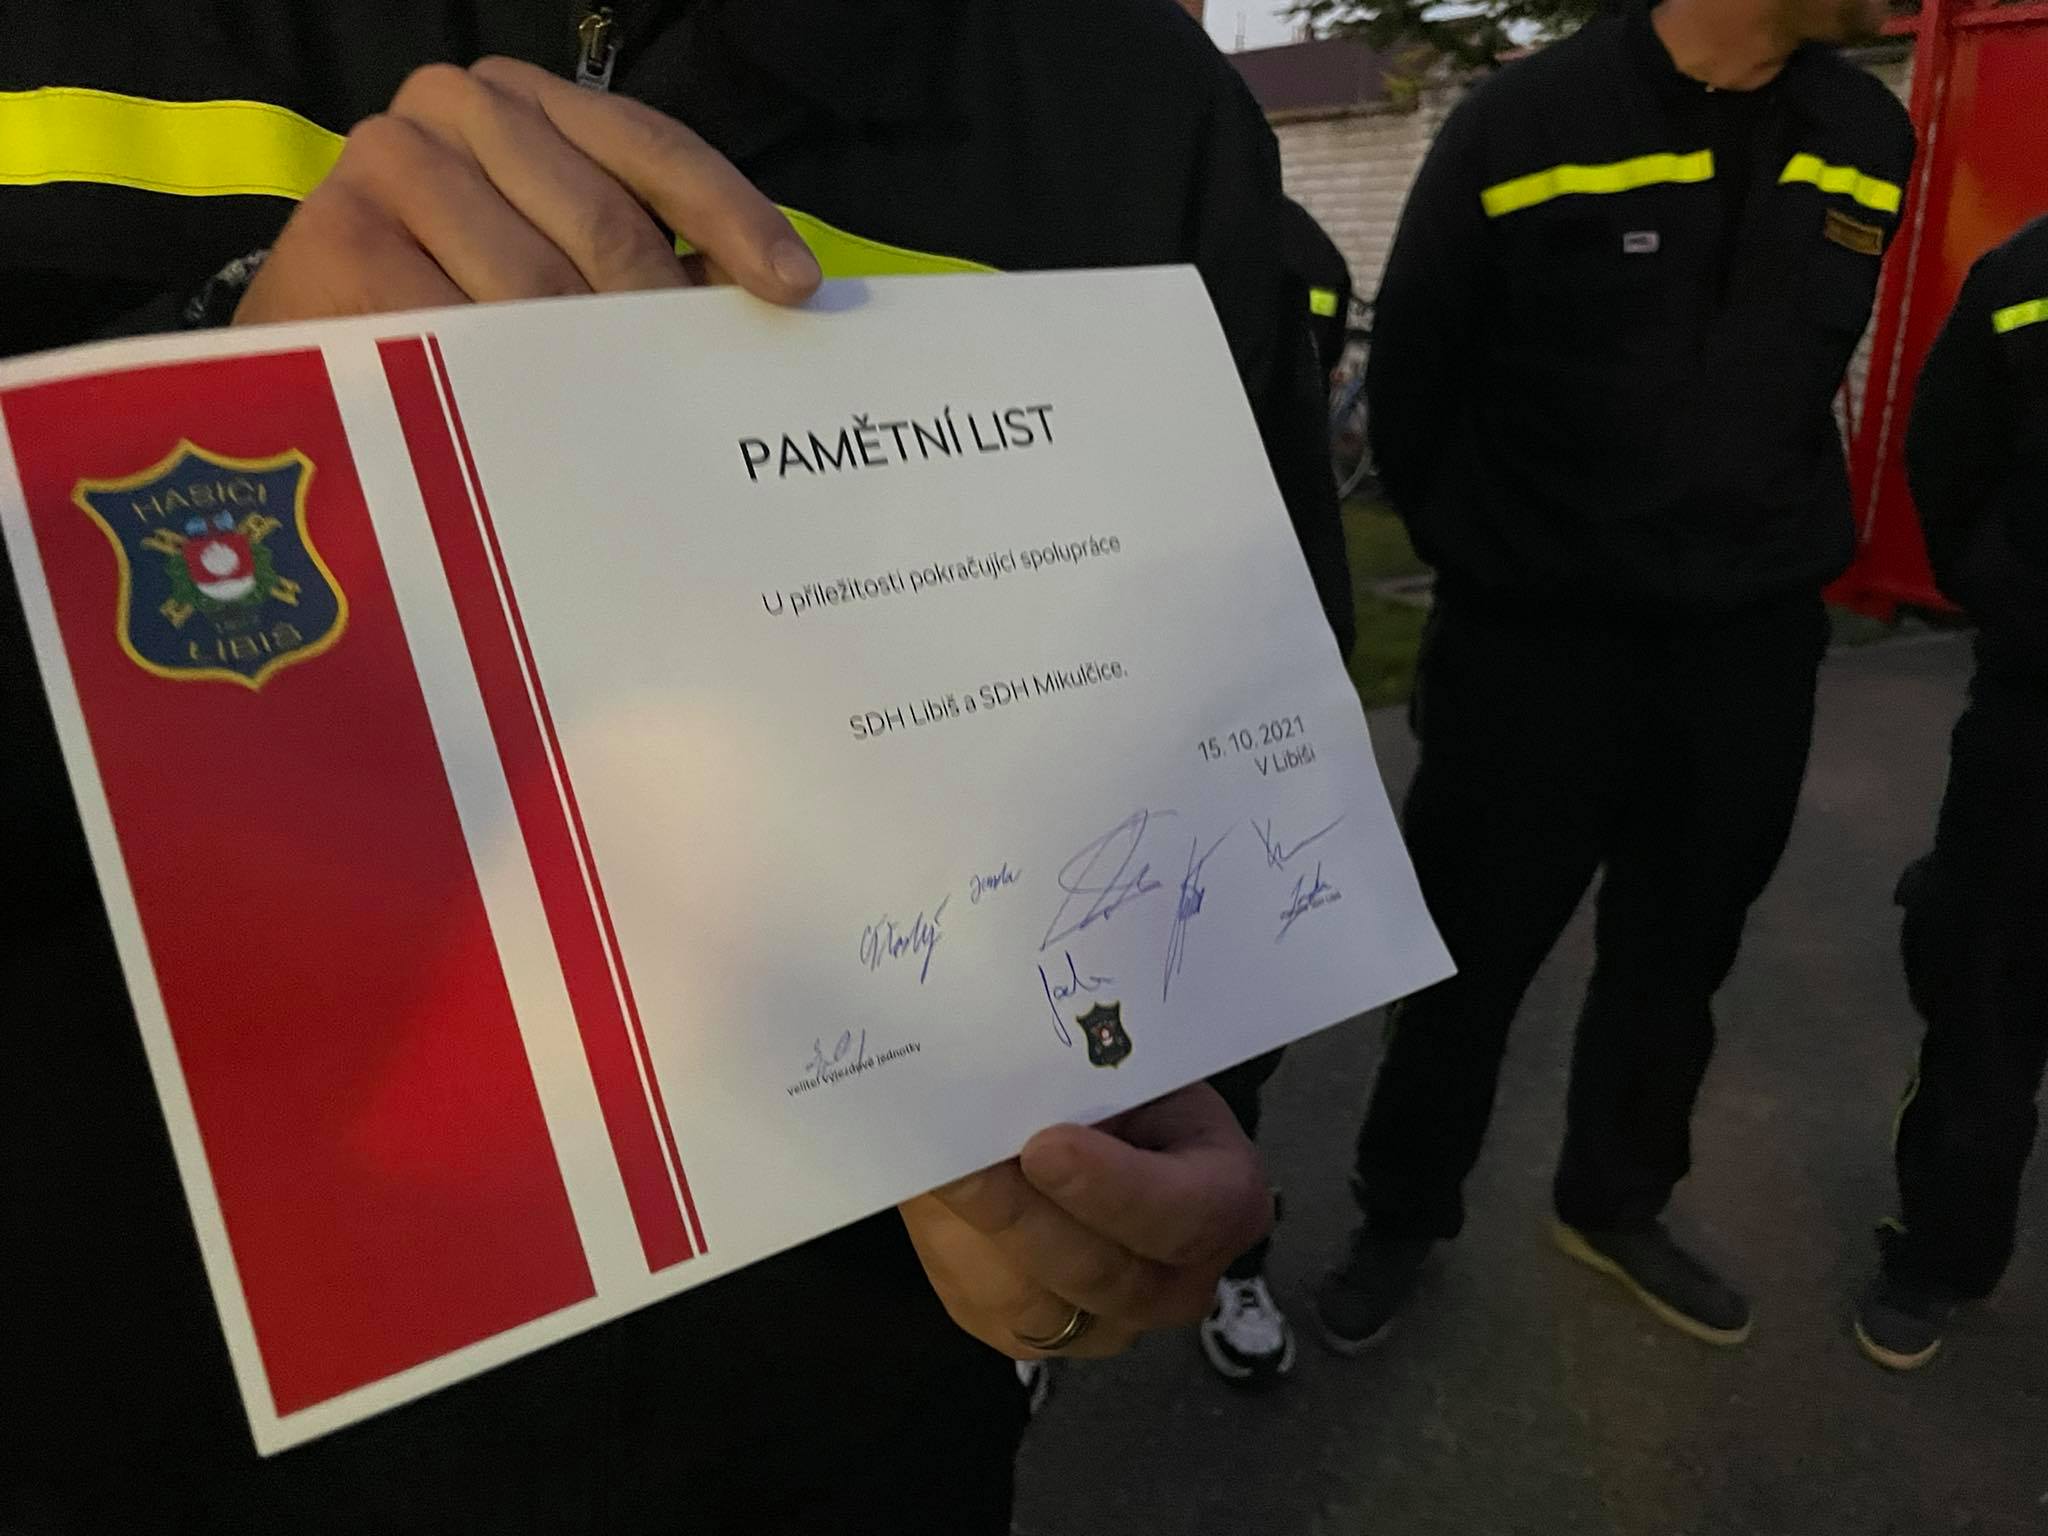 HASIČI
LIBIŠ
PAMĚTNÍ LIST
U příležitosti pokračující spolupráce
SDH Libiš a SDH Mikulčice.
15. 10. 2021
V Libiši
velitel výjezdové jednotky